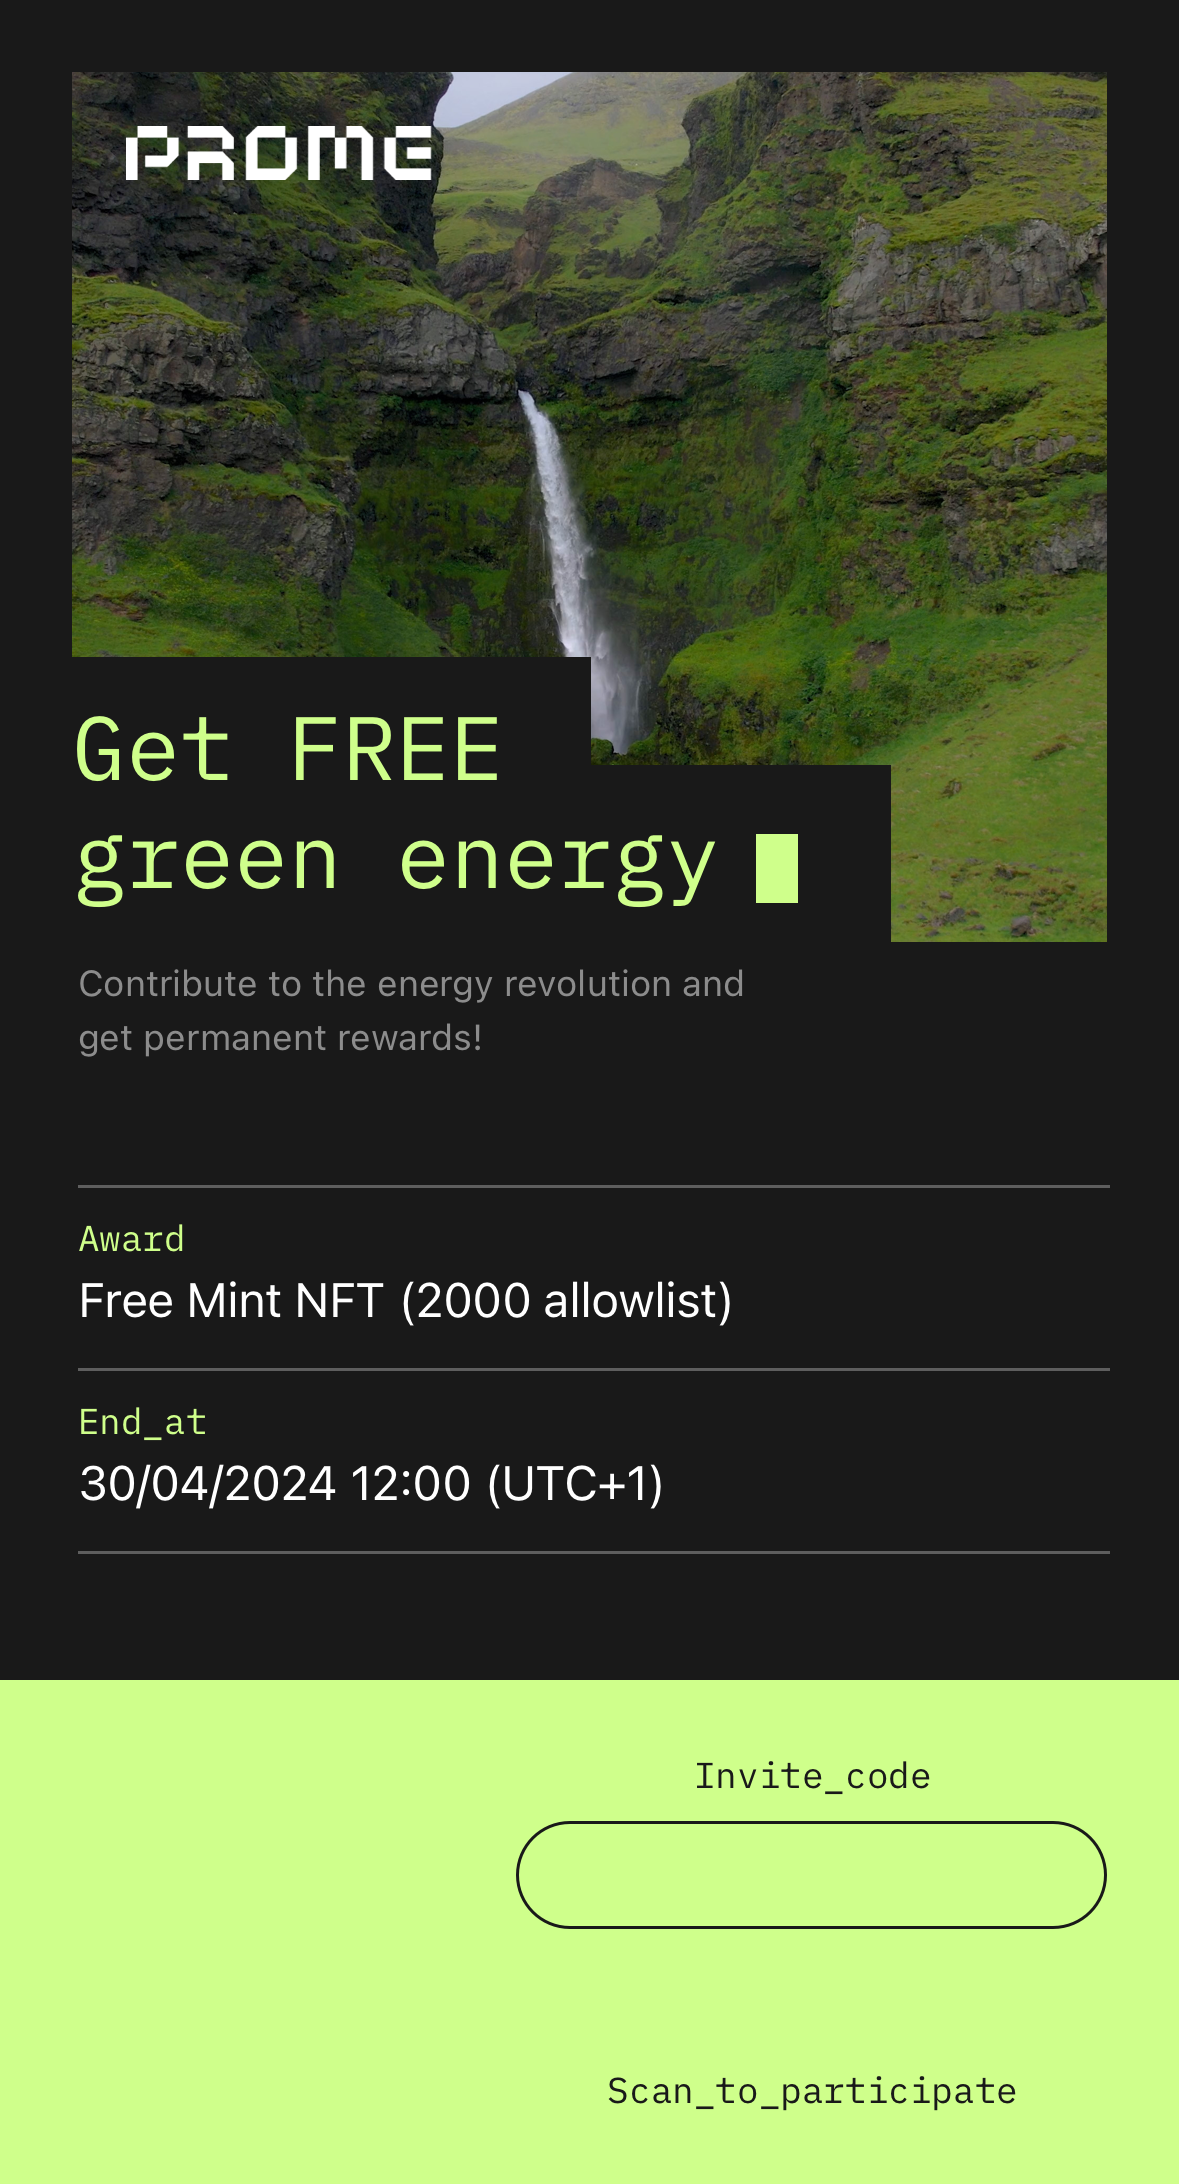 PROME
Get FREE
green energy
Contribute to the energy revolution and
get permanent rewards!
Award
Free Mint NFT (2000 allowlist)
End_at
30/04/2024 12:00 (UTC+1)
Invite_code
Scan_to_participate